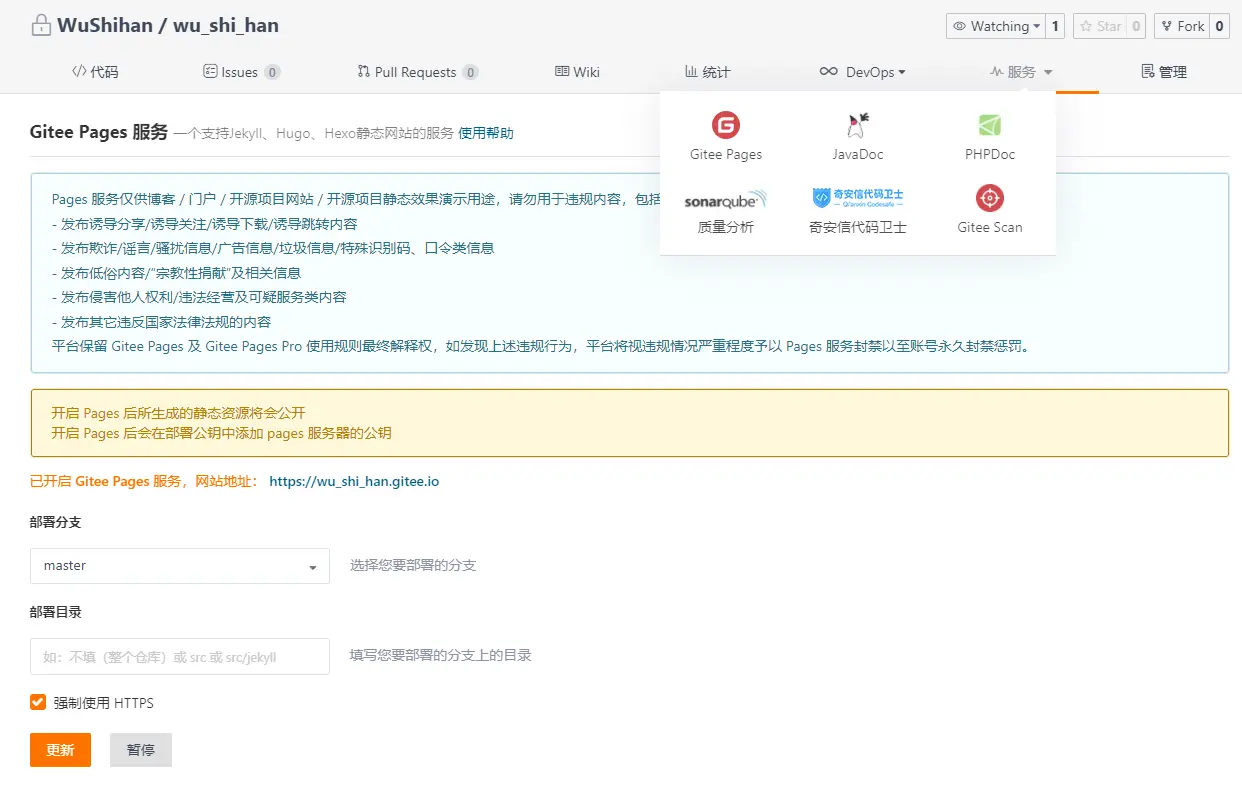 WuShihan / wu_shi_han
Watching 1 Star 0 Fork 0
代码 Issues 0 Pull Requests 0 Wiki 统计 DevOps 服务 管理
Gitee Pages JavaDoc PHPDoc
sonarqube 奇安信代码卫士
Qi'anxin Codesafe
质量分析 奇安信代码卫士 Gitee Scan
Gitee Pages 服务 一个支持Jekyll、Hugo、Hexo静态网站的服务 使用帮助
Pages 服务仅供博客 / 门户 / 开源项目网站 / 开源项目静态效果演示用途，请勿用于违规内容，包括
- 发布诱导分享/诱导关注/诱导下载/诱导跳转内容
- 发布欺诈/谣言/骚扰信息/广告信息/垃圾信息/特殊识别码、口令类信息
- 发布低俗内容/“宗教性捐献”及相关信息
- 发布侵害他人权利/违法经营及可疑服务类内容
- 发布其它违反国家法律法规的内容
平台保留 Gitee Pages 及 Gitee Pages Pro 使用规则最终解释权，如发现上述违规行为，平台将视违规情况严重程度予以 Pages 服务封禁以至账号永久封禁惩罚。
开启 Pages 后所生成的静态资源将会公开
开启 Pages 后会在部署公钥中添加 pages 服务器的公钥
已开启 Gitee Pages 服务，网站地址： https://wu_shi_han.gitee.io
部署分支
master 选择您要部署的分支
部署目录
如：不填（整个仓库）或 src 或 src/jekyll 填写您要部署的分支上的目录
强制使用 HTTPS
更新 暂停